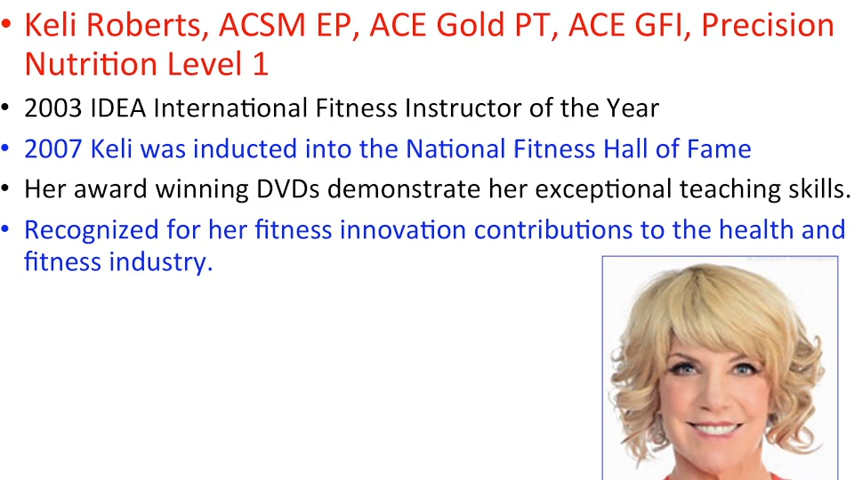 • Keli Roberts, ACSM EP, ACE Gold PT, ACE GFI, Precision
Nutrition Level 1
• 2003 IDEA International Fitness Instructor of the Year
• 2007 Keli was inducted into the National Fitness Hall of Fame
• Her award winning DVDs demonstrate her exceptional teaching skills.
• Recognized for her fitness innovation contributions to the health and
fitness industry.